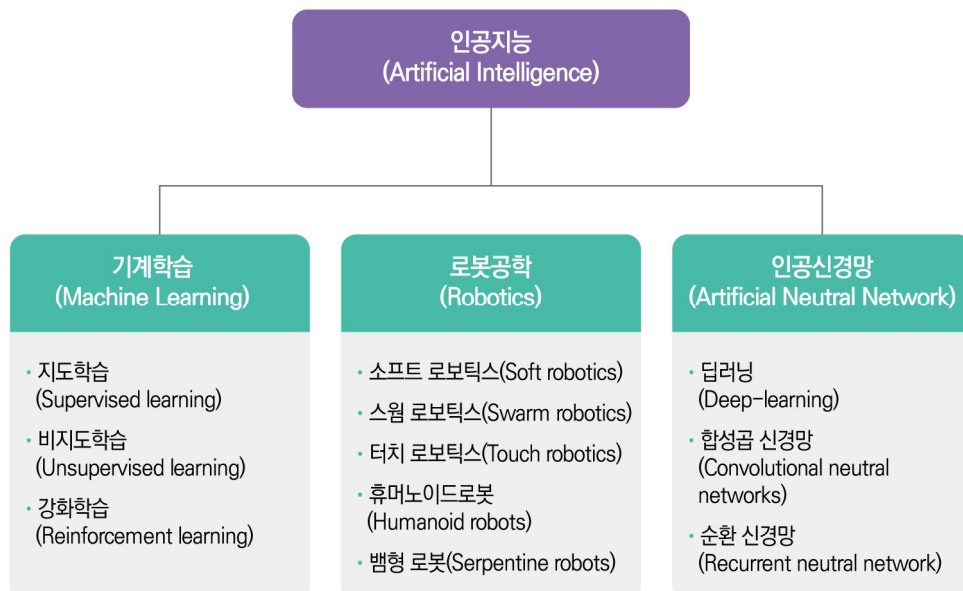 인공지능
(Artificial Intelligence)
기계학습
(Machine Learning)
· 지도학습
(Supervised learning)
· 비지도학습
(Unsupervised learning)
· 강화학습
(Reinforcement learning)
로봇공학
(Robotics)
· 소프트 로보틱스(Soft robotics)
· 스웜 로보틱스(Swarm robotics)
· 터치 로보틱스(Touch robotics)
· 휴머노이드로봇
(Humanoid robots)
· 뱀형 로봇(Serpentine robots)
인공신경망
(Artificial Neutral Network)
· 딥러닝
(Deep-learning)
· 합성곱 신경망
(Convolutional neutral
networks)
· 순환 신경망
(Recurrent neutral network)